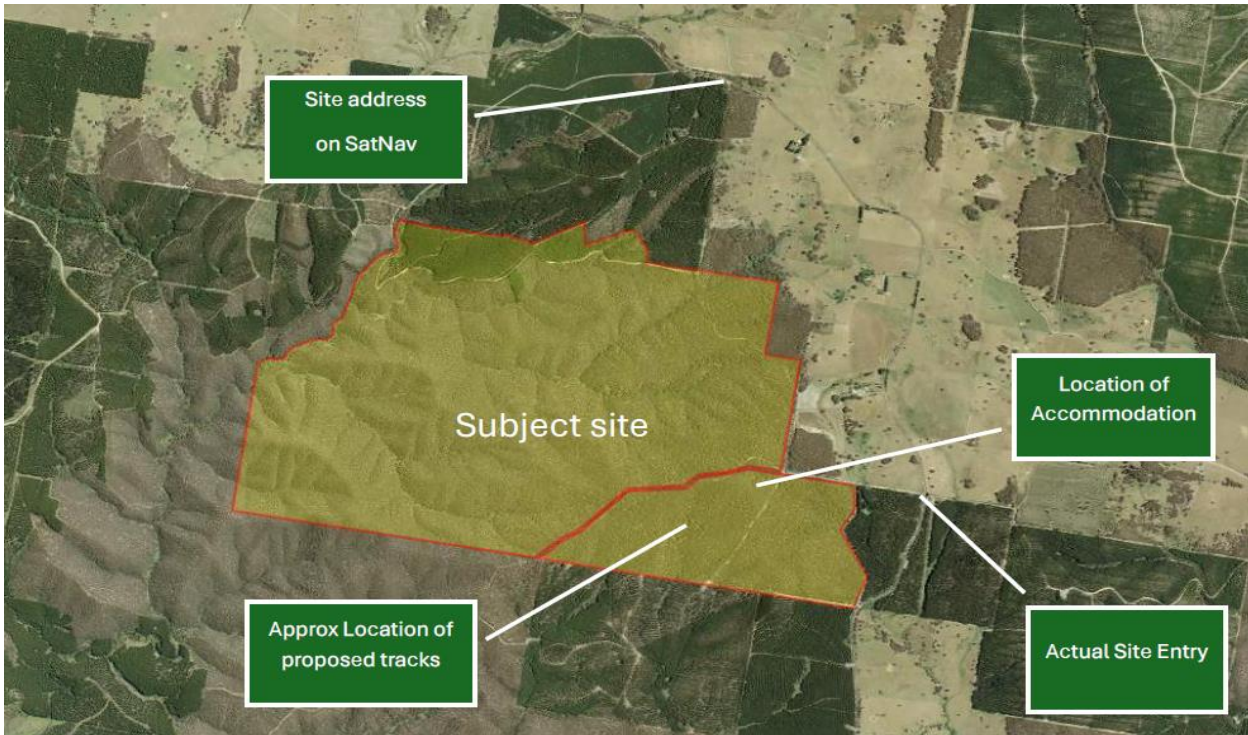 Site address
on SatNav
Subject site
Location of
Accommodation
Approx Location of
proposed tracks
Actual Site Entry